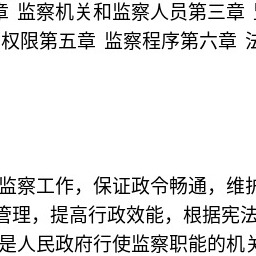 章 监察机关和监察人员第三章
权限第五章 监察程序第六章
监察工作，保证政令畅通，维护
管理，提高行政效能，根据宪法
是人民政府行使监察职能的机关